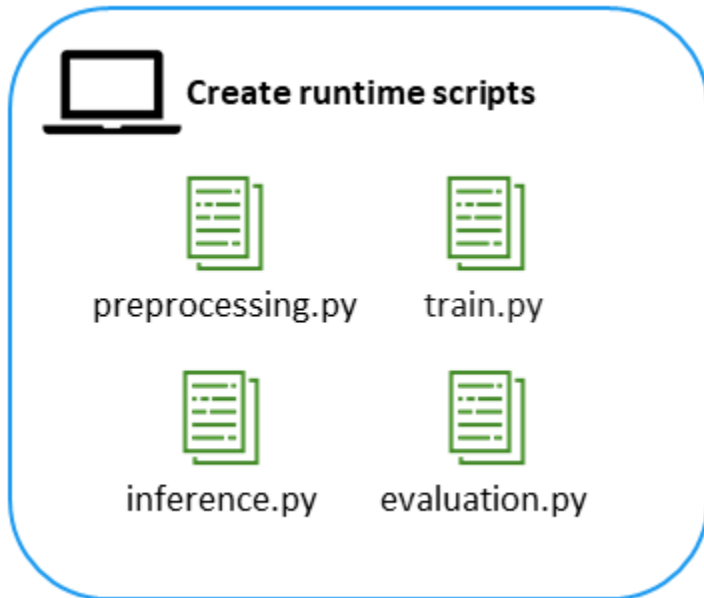 Create runtime scripts
preprocessing.py
train.py
inference.py
evaluation.py